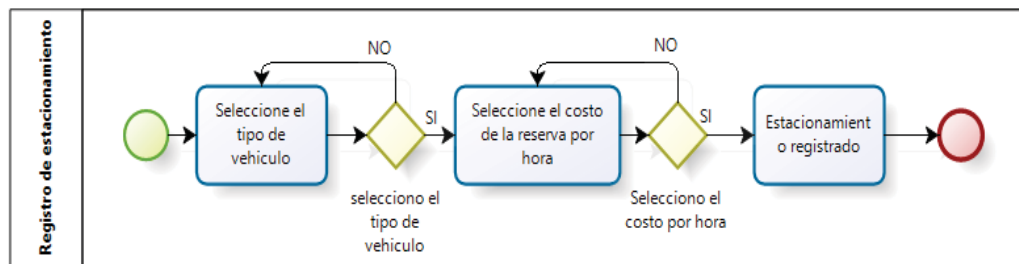 Registro de estacionamiento
NO
Seleccione el
tipo de
vehiculo
SI
selecciono el
tipo de
vehiculo
NO
Seleccione el costo
de la reserva por
hora
SI
Selecciono el
costo por hora
Estacionamient
o registrado